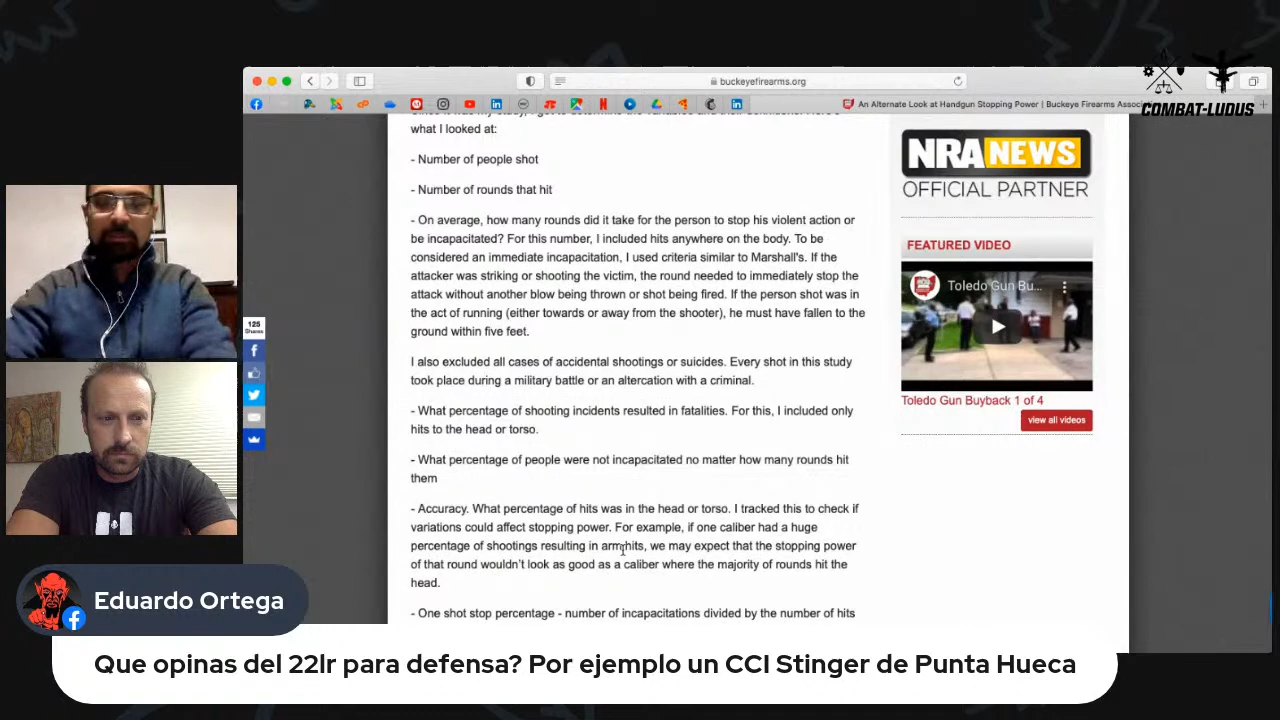 buckeyefirearms.org
An Alternate Look at Handgun Stopping Power | Buckeye Firearms Associ
COMBAT-LUDUS
what I looked at:
- Number of people shot
- Number of rounds that hit
- On average, how many rounds did it take for the person to stop his violent action or
be incapacitated? For this number, I included hits anywhere on the body. To be
considered an immediate incapacitation, I used criteria similar to Marshall's. If the
attacker was striking or shooting the victim, the round needed to immediately stop the
attack without another blow being thrown or shot being fired. If the person shot was in
the act of running (either towards or away from the shooter), he must have fallen to the
ground within five feet.
I also excluded all cases of accidental shootings or suicides. Every shot in this study
took place during a military battle or an altercation with a criminal.
- What percentage of shooting incidents resulted in fatalities. For this, I included only
hits to the head or torso.
- What percentage of people were not incapacitated no matter how many rounds hit
them
- Accuracy. What percentage of hits was in the head or torso. I tracked this to check if
variations could affect stopping power. For example, if one caliber had a huge
percentage of shootings resulting in arm hits, we may expect that the stopping power
of that round wouldn't look as good as a caliber where the majority of rounds hit the
head.
- One shot stop percentage - number of incapacitations divided by the number of hits
NRA NEWS
OFFICIAL PARTNER
FEATURED VIDEO
Toledo Gun Bu...
Toledo Gun Buyback 1 of 4
view all videos
125
Shares
Eduardo Ortega
Que opinas del 22lr para defensa? Por ejemplo un CCI Stinger de Punta Hueca